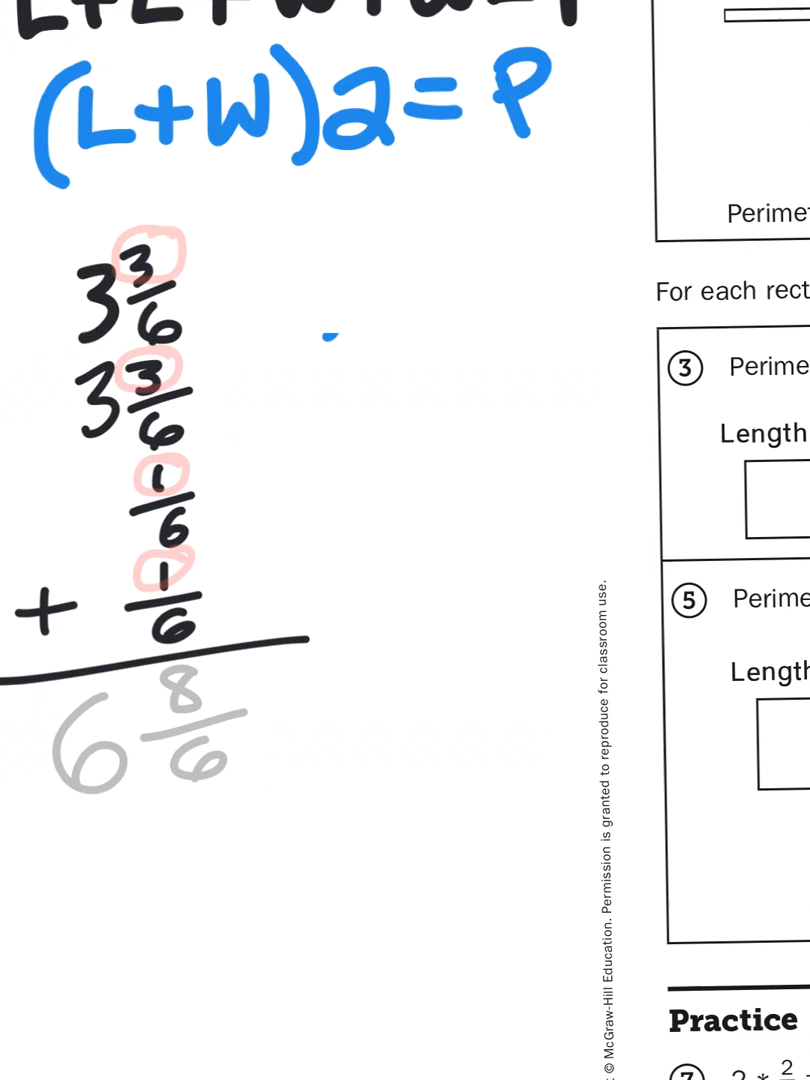 L+L+W+W=P
(L+W)2=P
3 3/6
3 3/6
1/6
+ 1/6
6 8/6
For each rect
③ Perime
Length
⑤ Perime
Length
Perime
© McGraw-Hill Education. Permission is granted to reproduce for classroom use.
Practice
⑦ 2 * 2